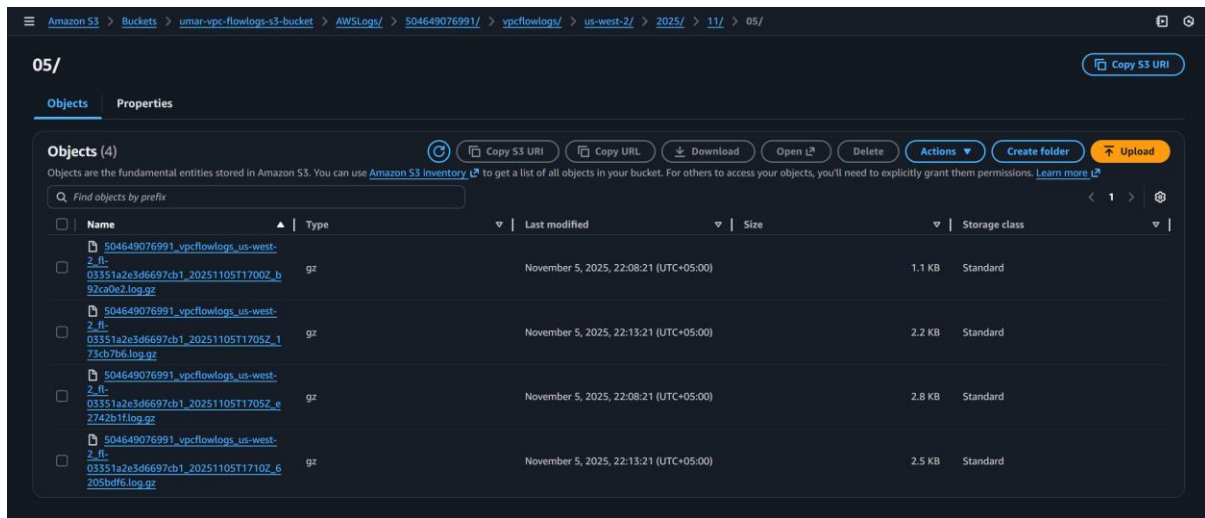 Amazon S3 > Buckets > umar-vpc-flowlogs-s3-bucket > AWSLogs/ > 504649076991/ > vpcflowlogs/ > us-west-2/ > 2025/ > 11/ > 05/
05/
Copy S3 URI
Objects Properties
Objects (4)
Copy S3 URI Copy URL Download Open Delete Actions Create folder Upload
Objects are the fundamental entities stored in Amazon S3. You can use Amazon S3 inventory to get a list of all objects in your bucket. For others to access your objects, you'll need to explicitly grant them permissions. Learn more
Find objects by prefix
1
Name Type Last modified Size Storage class
504649076991_vpcflowlogs_us-west-
2_fl-
03351a2e3d6697cb1_20251105T1700Z_b
92ca0e2.log.gz
gz November 5, 2025, 22:08:21 (UTC+05:00) 1.1 KB Standard
504649076991_vpcflowlogs_us-west-
2_fl-
03351a2e3d6697cb1_20251105T1705Z_1
73cb7b6.log.gz
gz November 5, 2025, 22:13:21 (UTC+05:00) 2.2 KB Standard
504649076991_vpcflowlogs_us-west-
2_fl-
03351a2e3d6697cb1_20251105T1705Z_e
2742b1f.log.gz
gz November 5, 2025, 22:08:21 (UTC+05:00) 2.8 KB Standard
504649076991_vpcflowlogs_us-west-
2_fl-
03351a2e3d6697cb1_20251105T1710Z_6
205bdf6.log.gz
gz November 5, 2025, 22:13:21 (UTC+05:00) 2.5 KB Standard